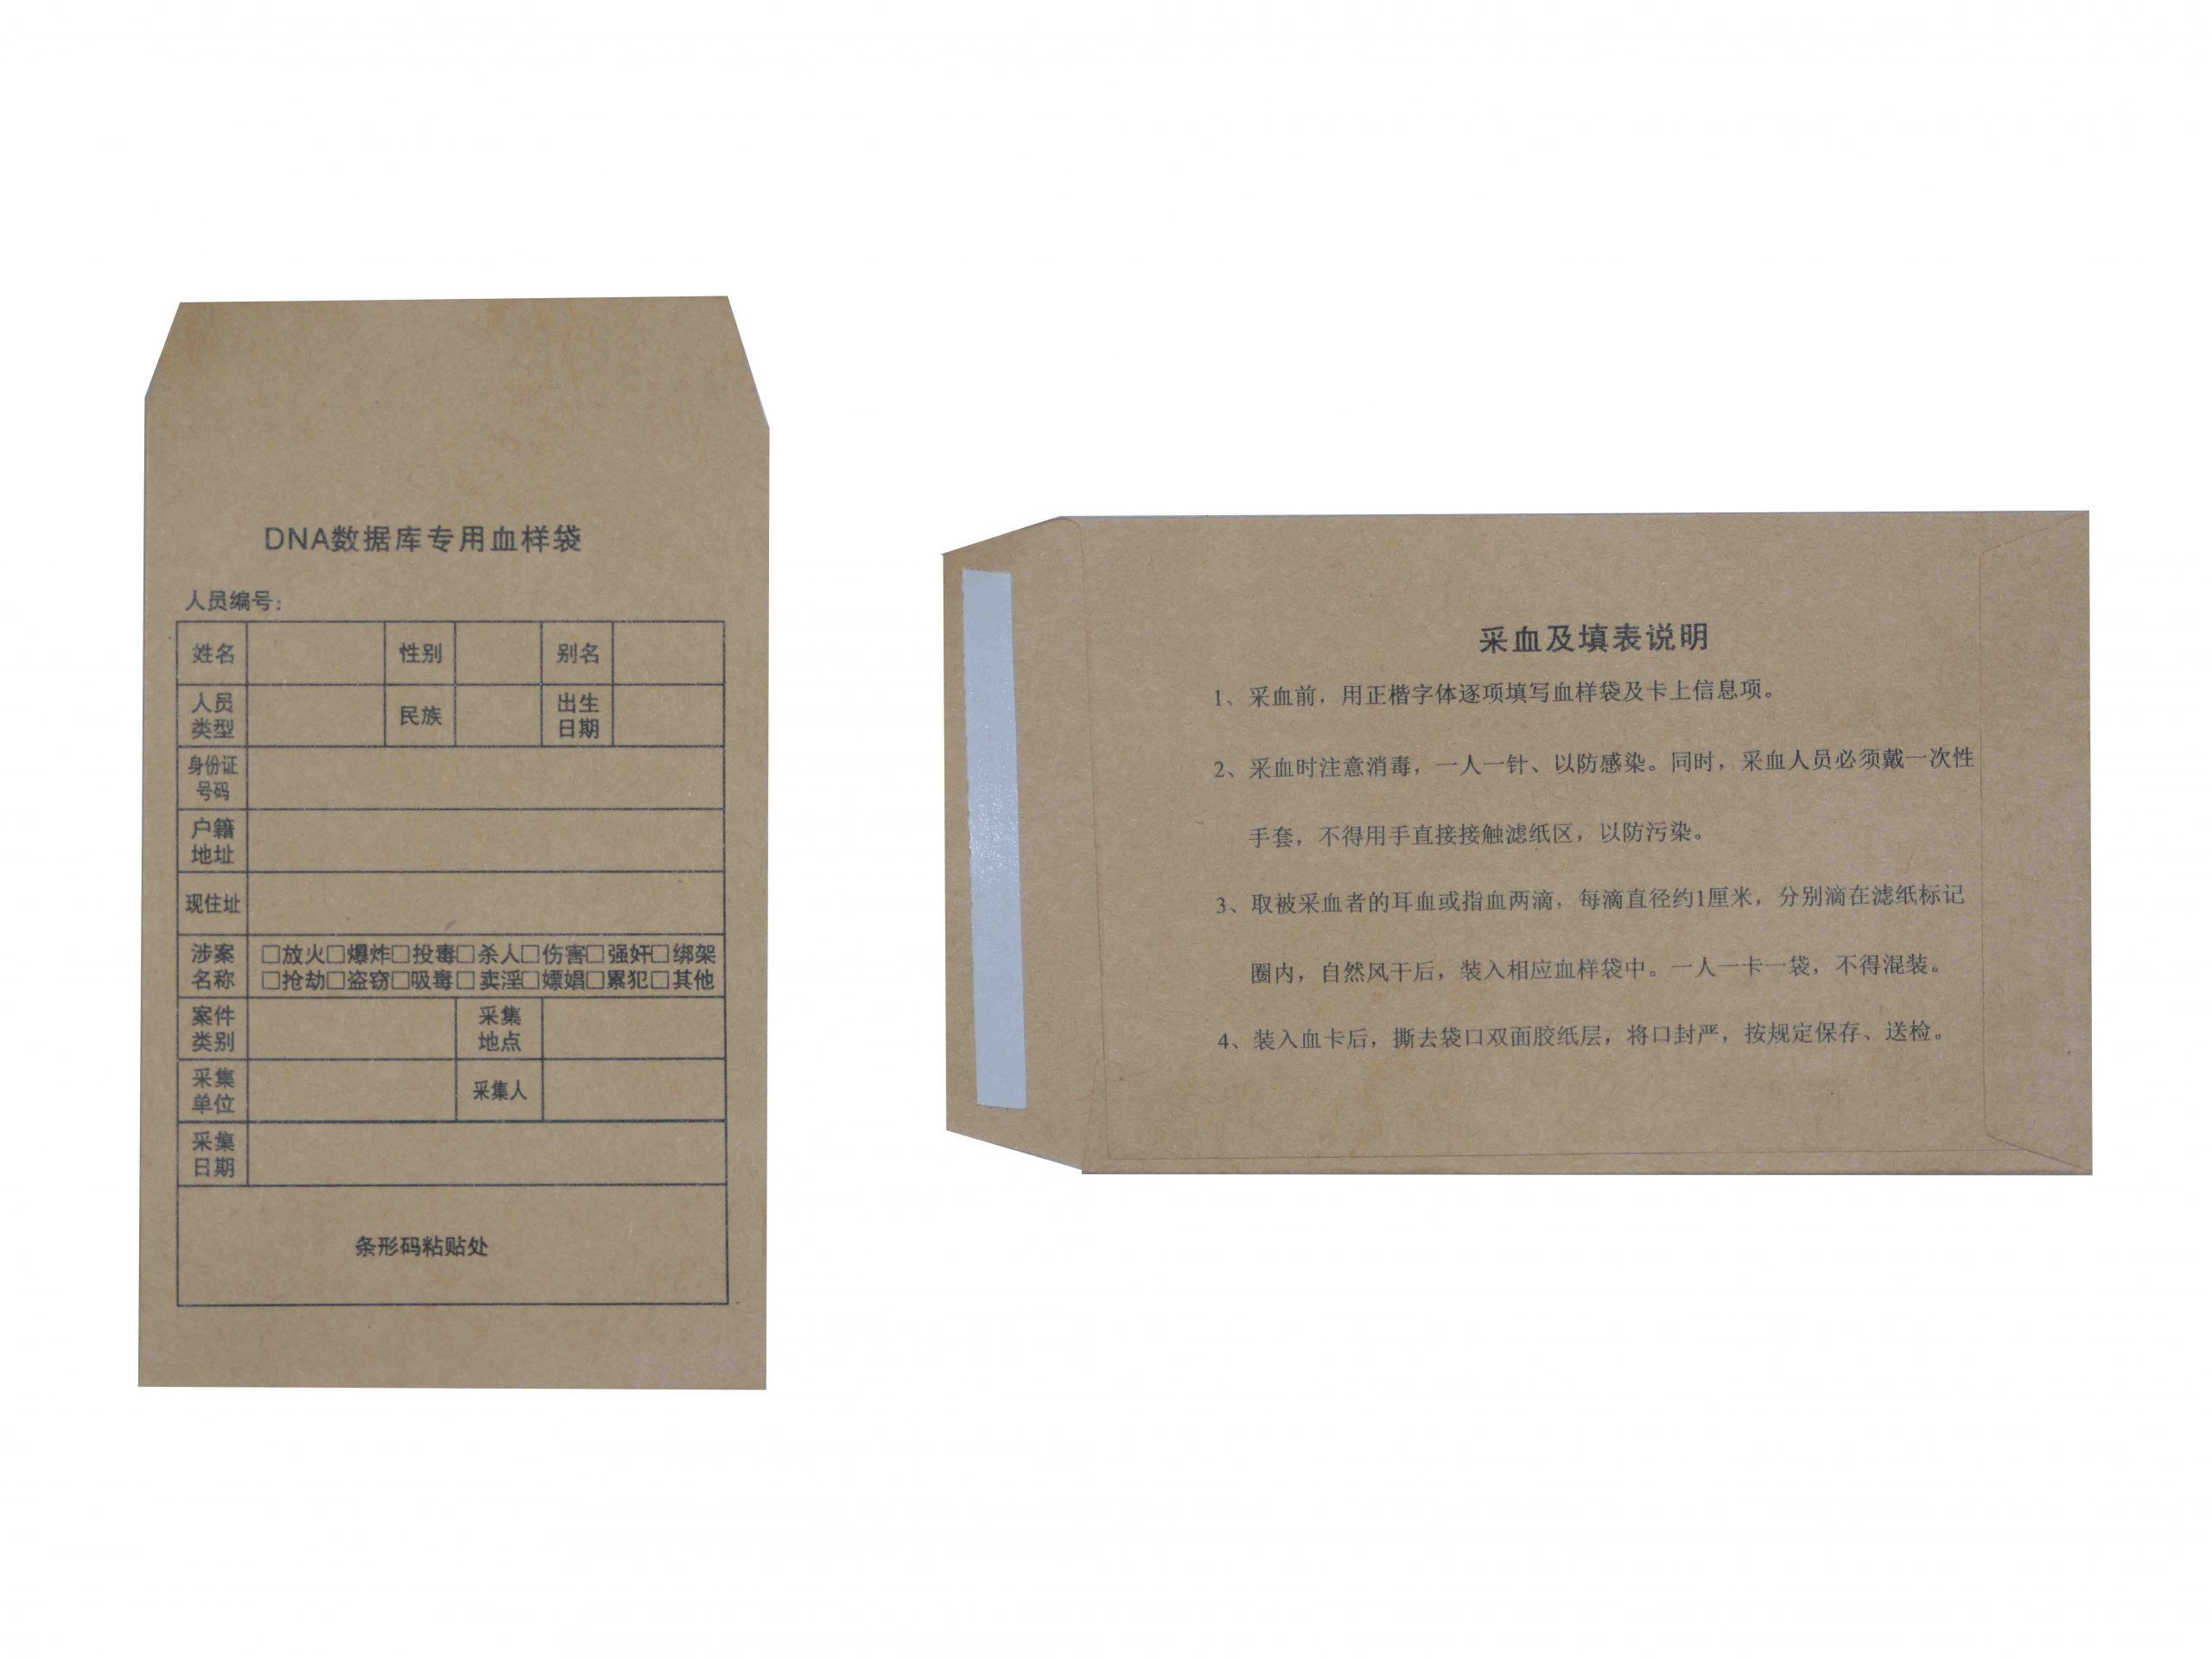 DNA数据库专用血样袋
人员编号：
姓名 性别 别名
人员类型 民族 出生日期
身份证号码
户籍地址
现住址
涉案名称 □放火□爆炸□投毒□杀人□伤害□强奸□绑架
□抢劫□盗窃□吸毒□卖淫□嫖娼□累犯□其他
案件类别 采集地点
采集单位 采集人
采集日期
条形码粘贴处
采血及填表说明
1、采血前，用正楷字体逐项填写血样袋及卡上信息项。
2、采血时注意消毒，一人一针、以防感染。同时，采血人员必须戴一次性
手套，不得用手直接接触滤纸区，以防污染。
3、取被采血者的耳血或指血两滴，每滴直径约1厘米，分别滴在滤纸标记
圈内，自然风干后，装入相应血样袋中。一人一卡一袋，不得混装。
4、装入血卡后，撕去袋口双面胶纸层，将口封严，按规定保存、送检。